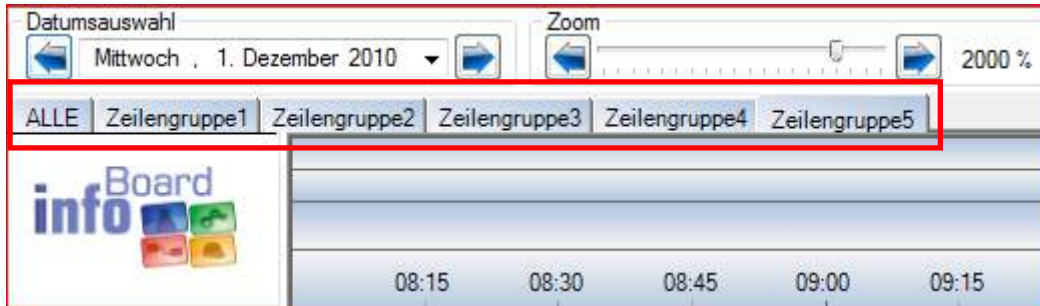 Datumsauswahl
Zoom
Mittwoch , 1. Dezember 2010
2000 %
ALLE Zeilengruppe1 Zeilengruppe2 Zeilengruppe3 Zeilengruppe4 Zeilengruppe5
info Board
08:15 08:30 08:45 09:00 09:15